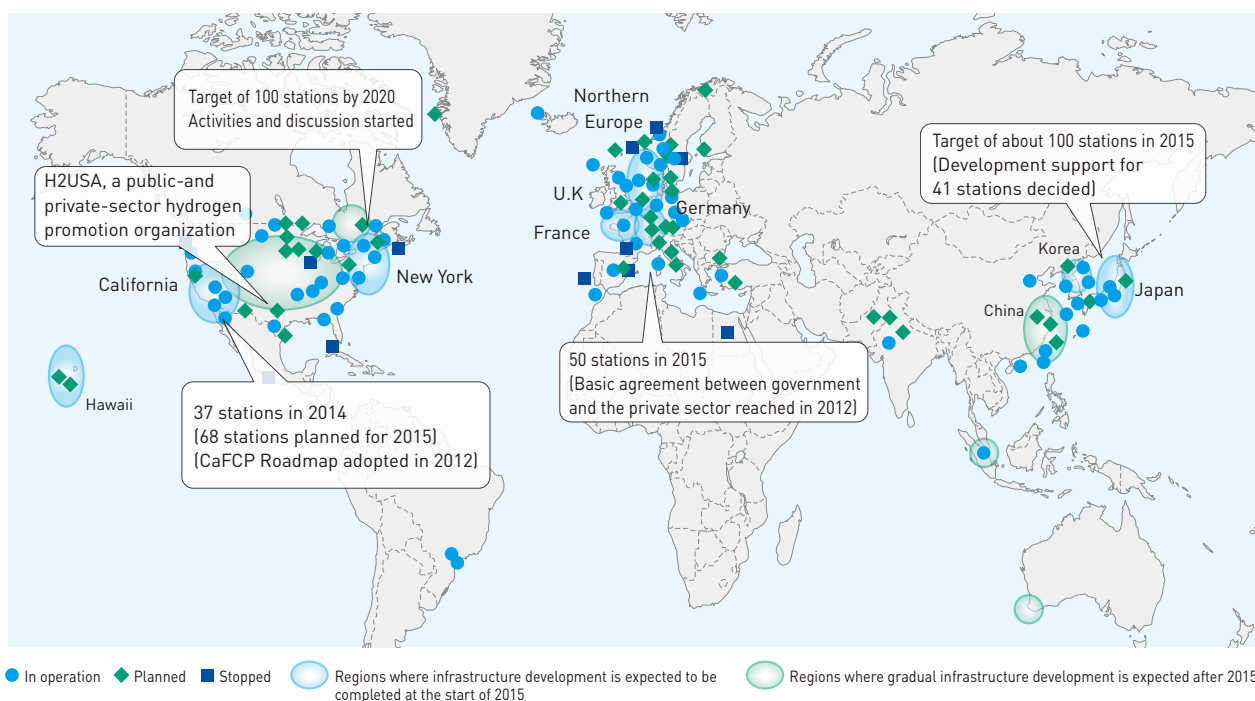 Target of 100 stations by 2020
Activities and discussion started
H2USA, a public-and
private-sector hydrogen
promotion organization
California
New York
Hawaii
37 stations in 2014
(68 stations planned for 2015)
(CaFCP Roadmap adopted in 2012)
Northern
Europe
U.K
France
Germany
50 stations in 2015
(Basic agreement between government
and the private sector reached in 2012)
Target of about 100 stations in 2015
(Development support for
41 stations decided)
Korea
China
Japan
In operation
Planned
Stopped
Regions where infrastructure development is expected to be
completed at the start of 2015
Regions where gradual infrastructure development is expected after 2015